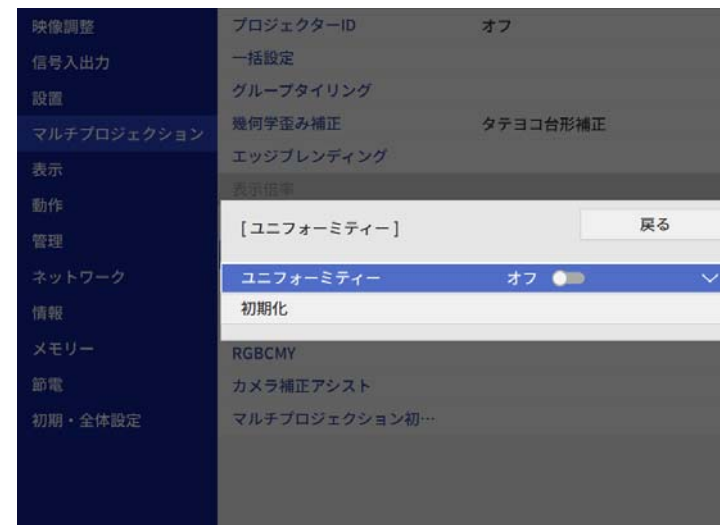 映像調整
信号入出力
設置
マルチプロジェクション
表示
動作
管理
ネットワーク
情報
メモリー
節電
初期・全体設定
プロジェクターID オフ
一括設定
グループタイリング
幾何学歪み補正 タテヨコ台形補正
エッジブレンディング
表示倍率
[ユニフォーミティー] 戻る
ユニフォーミティー オフ
初期化
RGBCMY
カメラ補正アシスト
マルチプロジェクション初…